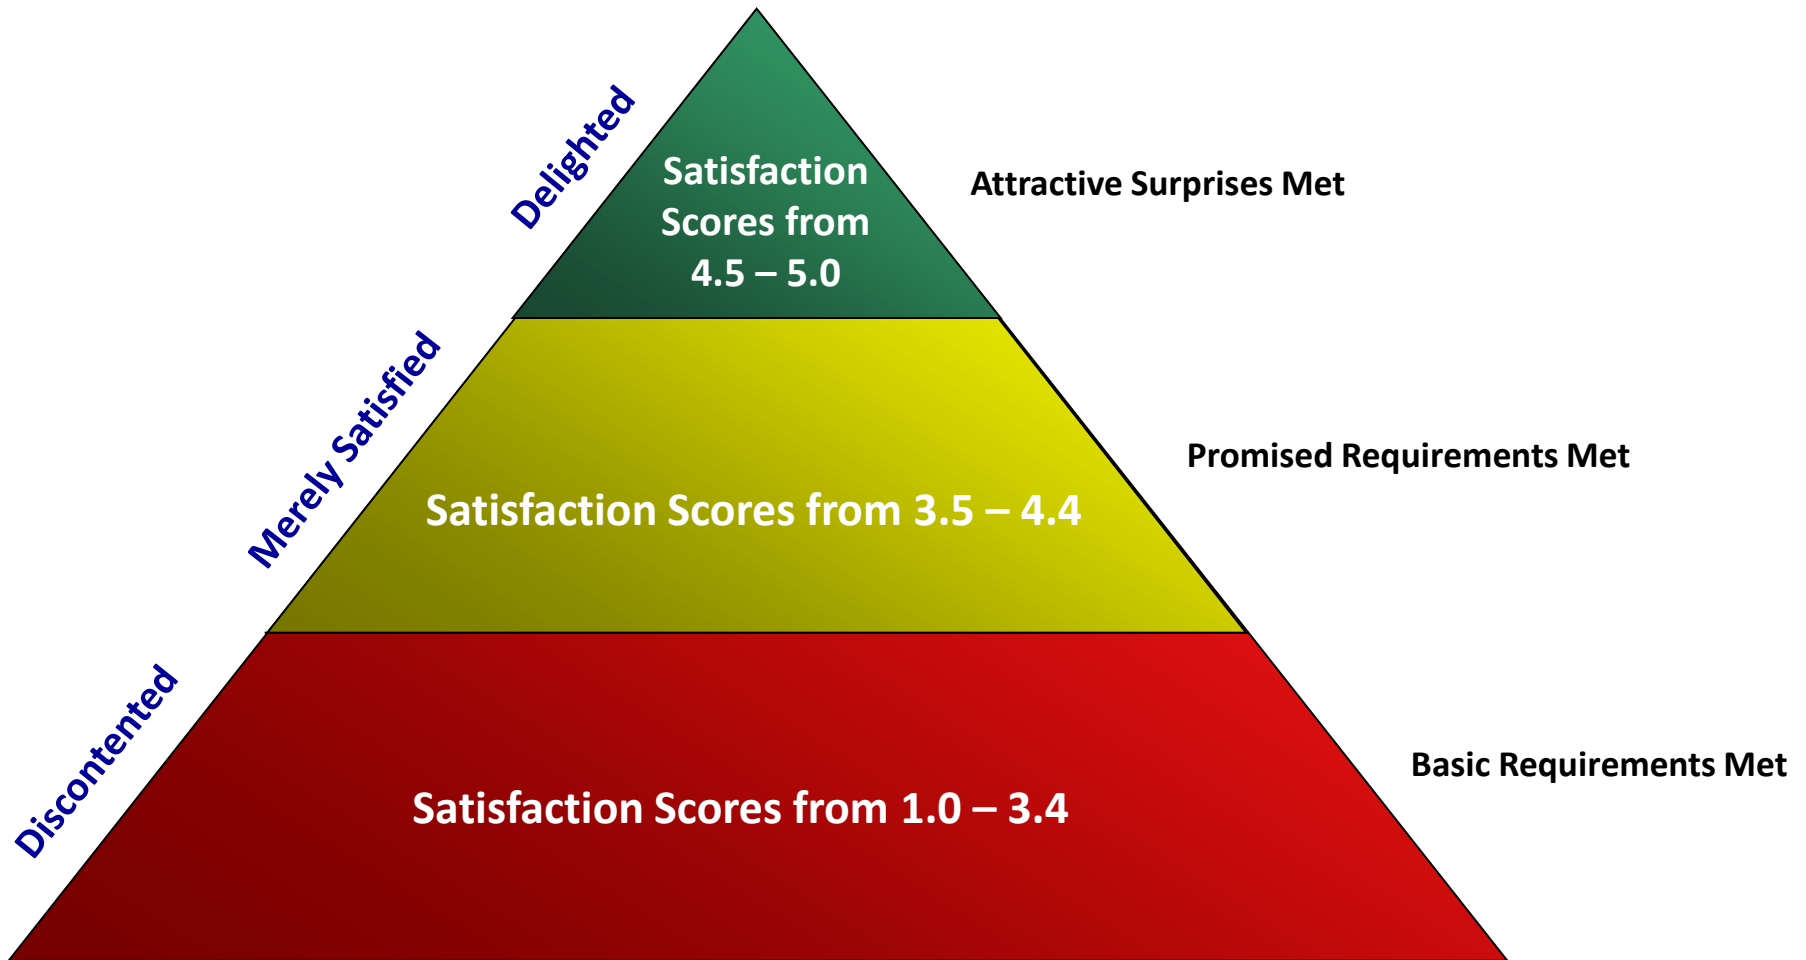 Delighted
Satisfaction
Scores from
4.5 – 5.0
Attractive Surprises Met
Merely Satisfied
Satisfaction Scores from 3.5 – 4.4
Promised Requirements Met
Discontented
Satisfaction Scores from 1.0 – 3.4
Basic Requirements Met